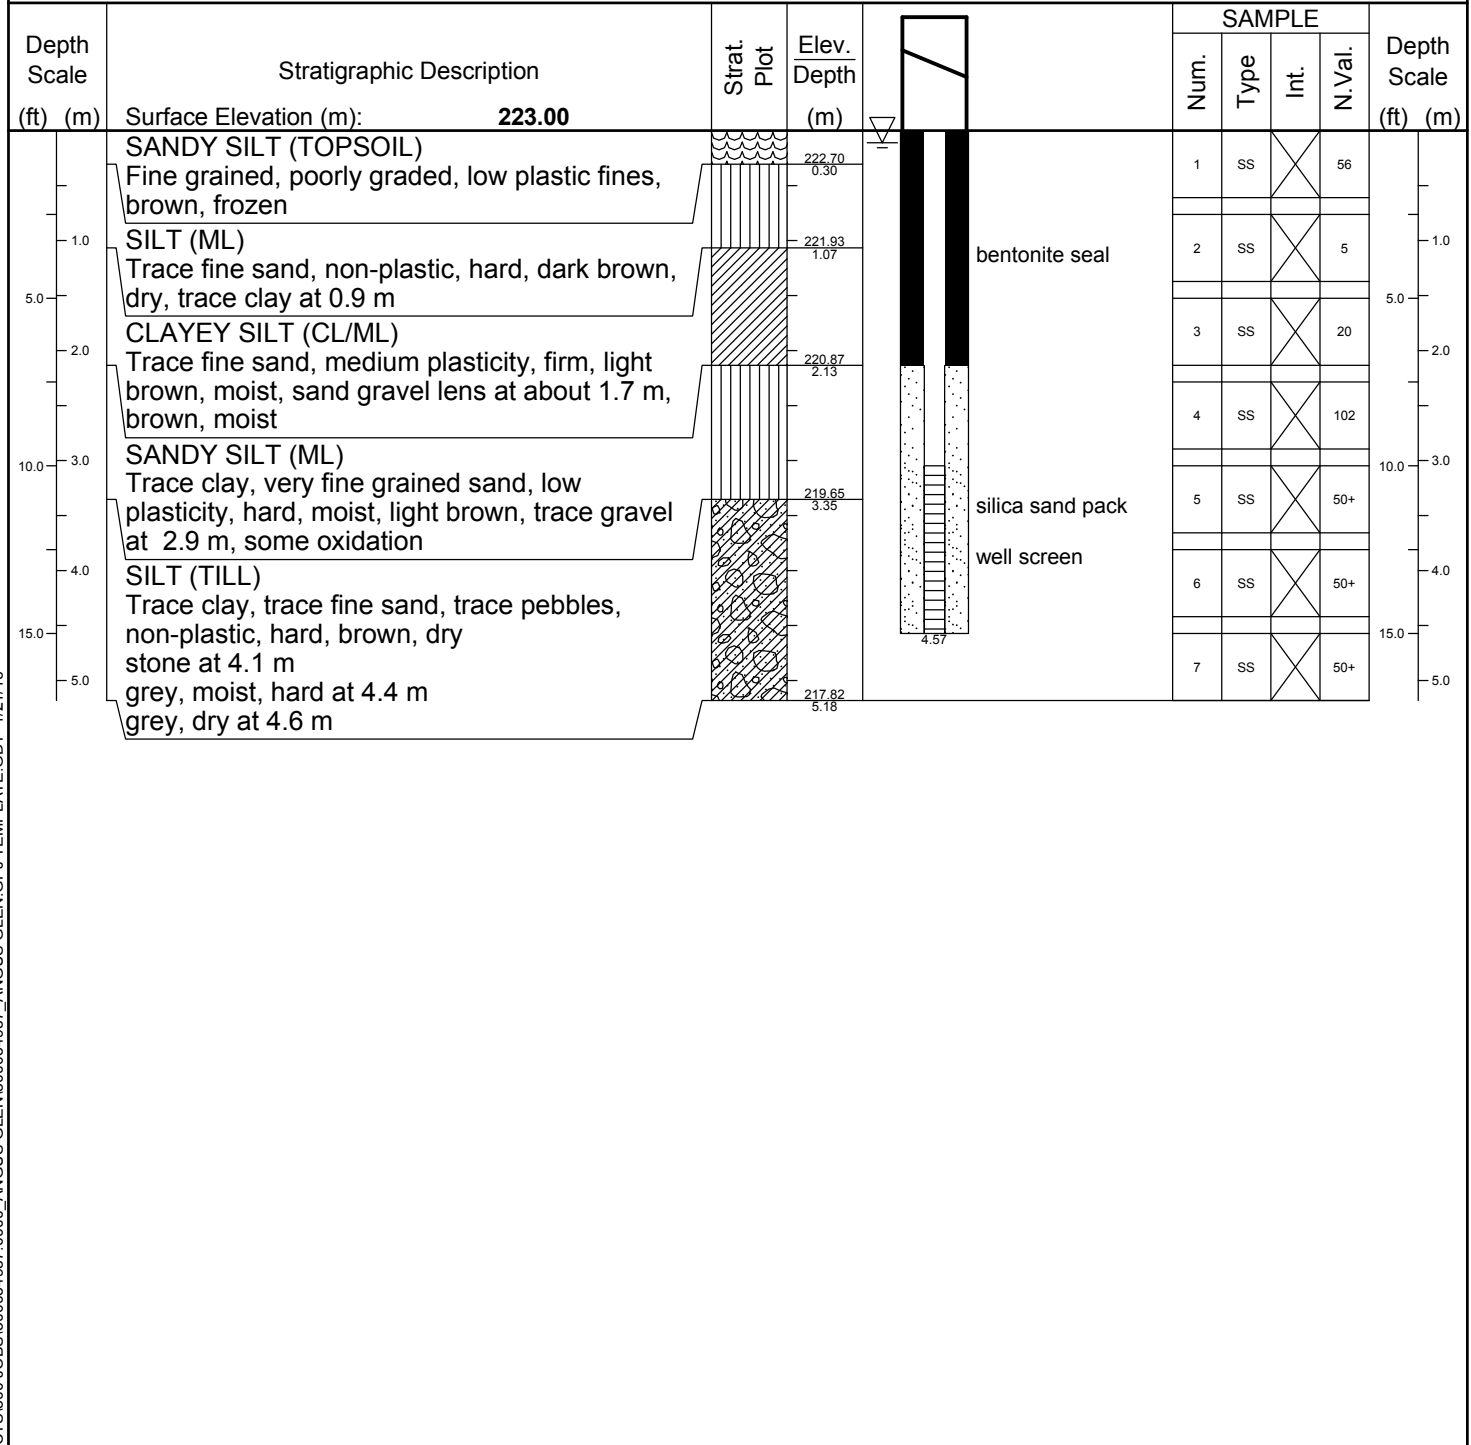 SAMPLE
Depth Scale
Stratigraphic Description
Strat. Plot
Elev. Depth
Num.
Type
Int.
N.Val.
Depth Scale
(ft) (m)
Surface Elevation (m): 223.00
(m)
(ft) (m)
SANDY SILT (TOPSOIL)
Fine grained, poorly graded, low plastic fines,
brown, frozen
222.70
0.30
1 SS 56
SILT (ML)
Trace fine sand, non-plastic, hard, dark brown,
dry, trace clay at 0.9 m
1.0
221.93
1.07
bentonite seal
2 SS 5
1.0
5.0
5.0
CLAYEY SILT (CL/ML)
Trace fine sand, medium plasticity, firm, light
brown, moist, sand gravel lens at about 1.7 m,
brown, moist
2.0
220.87
2.13
3 SS 20
2.0
4 SS 102
SANDY SILT (ML)
Trace clay, very fine grained sand, low
plasticity, hard, moist, light brown, trace gravel
at 2.9 m, some oxidation
10.0 3.0
219.65
3.35
silica sand pack
5 SS 50+
10.0 3.0
well screen
SILT (TILL)
Trace clay, trace fine sand, trace pebbles,
non-plastic, hard, brown, dry
stone at 4.1 m
grey, moist, hard at 4.4 m
grey, dry at 4.6 m
4.0
6 SS 50+
4.0
15.0
4.57
15.0
5.0
217.82
5.18
7 SS 50+
5.0